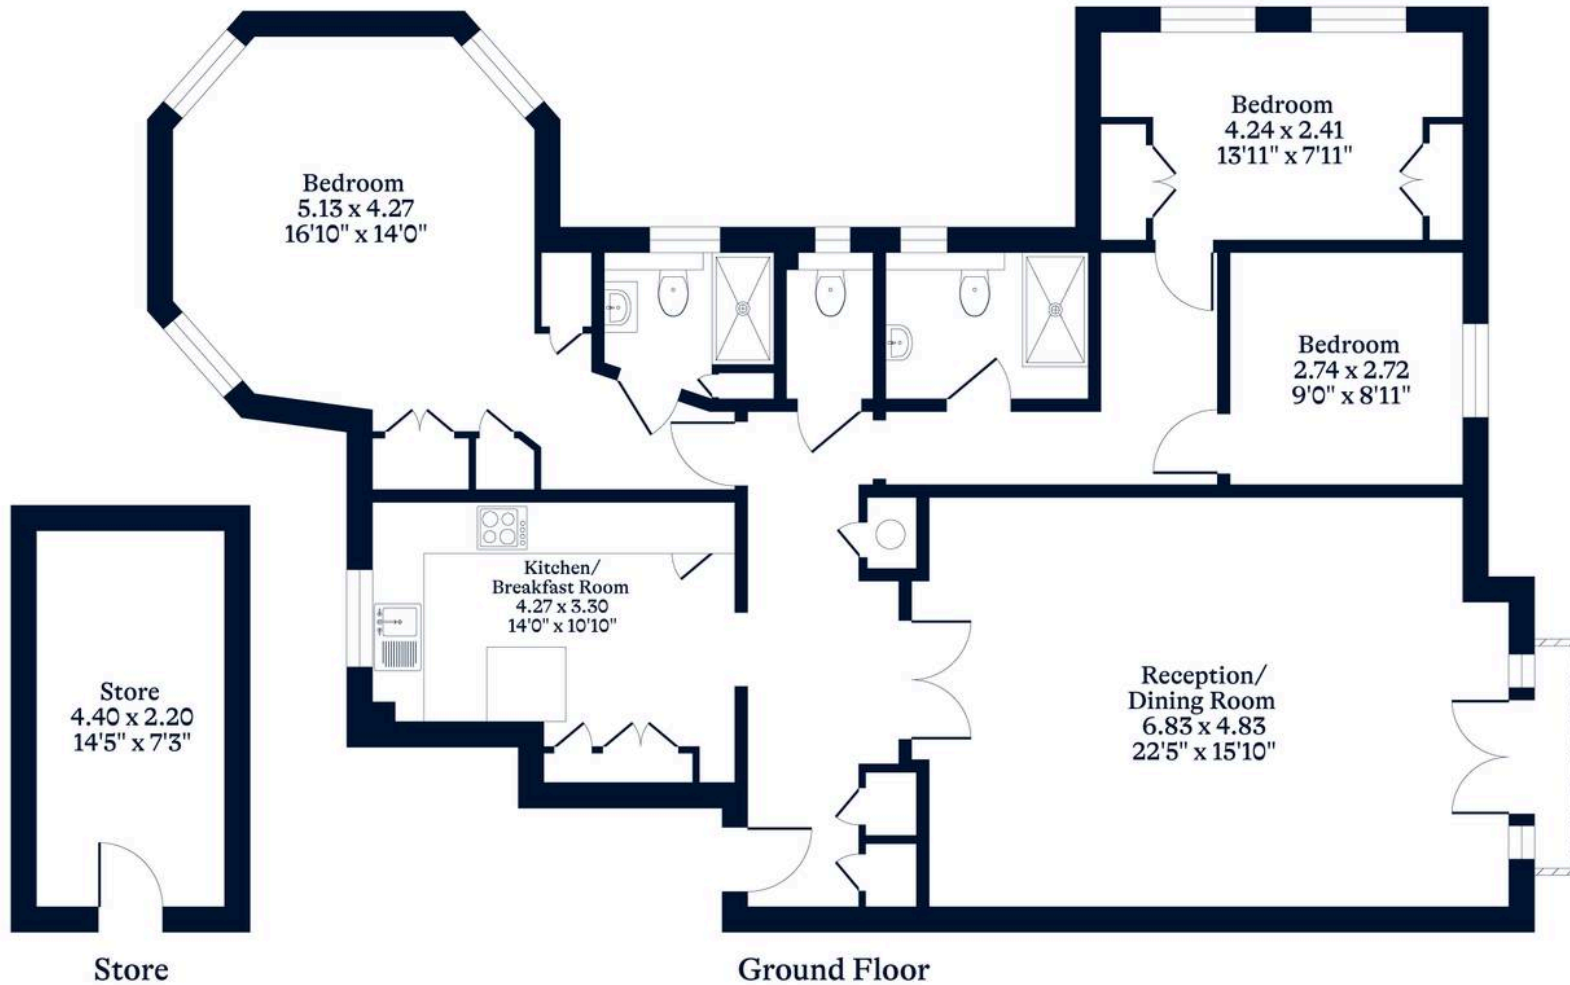 Bedroom
5.13 x 4.27
16'10" x 14'0"
Bedroom
4.24 x 2.41
13'11" x 7'11"
Bedroom
2.74 x 2.72
9'0" x 8'11"
Kitchen/
Breakfast Room
4.27 x 3.30
14'0" x 10'10"
Reception/
Dining Room
6.83 x 4.83
22'5" x 15'10"
Store
4.40 x 2.20
14'5" x 7'3"
Store
Ground Floor